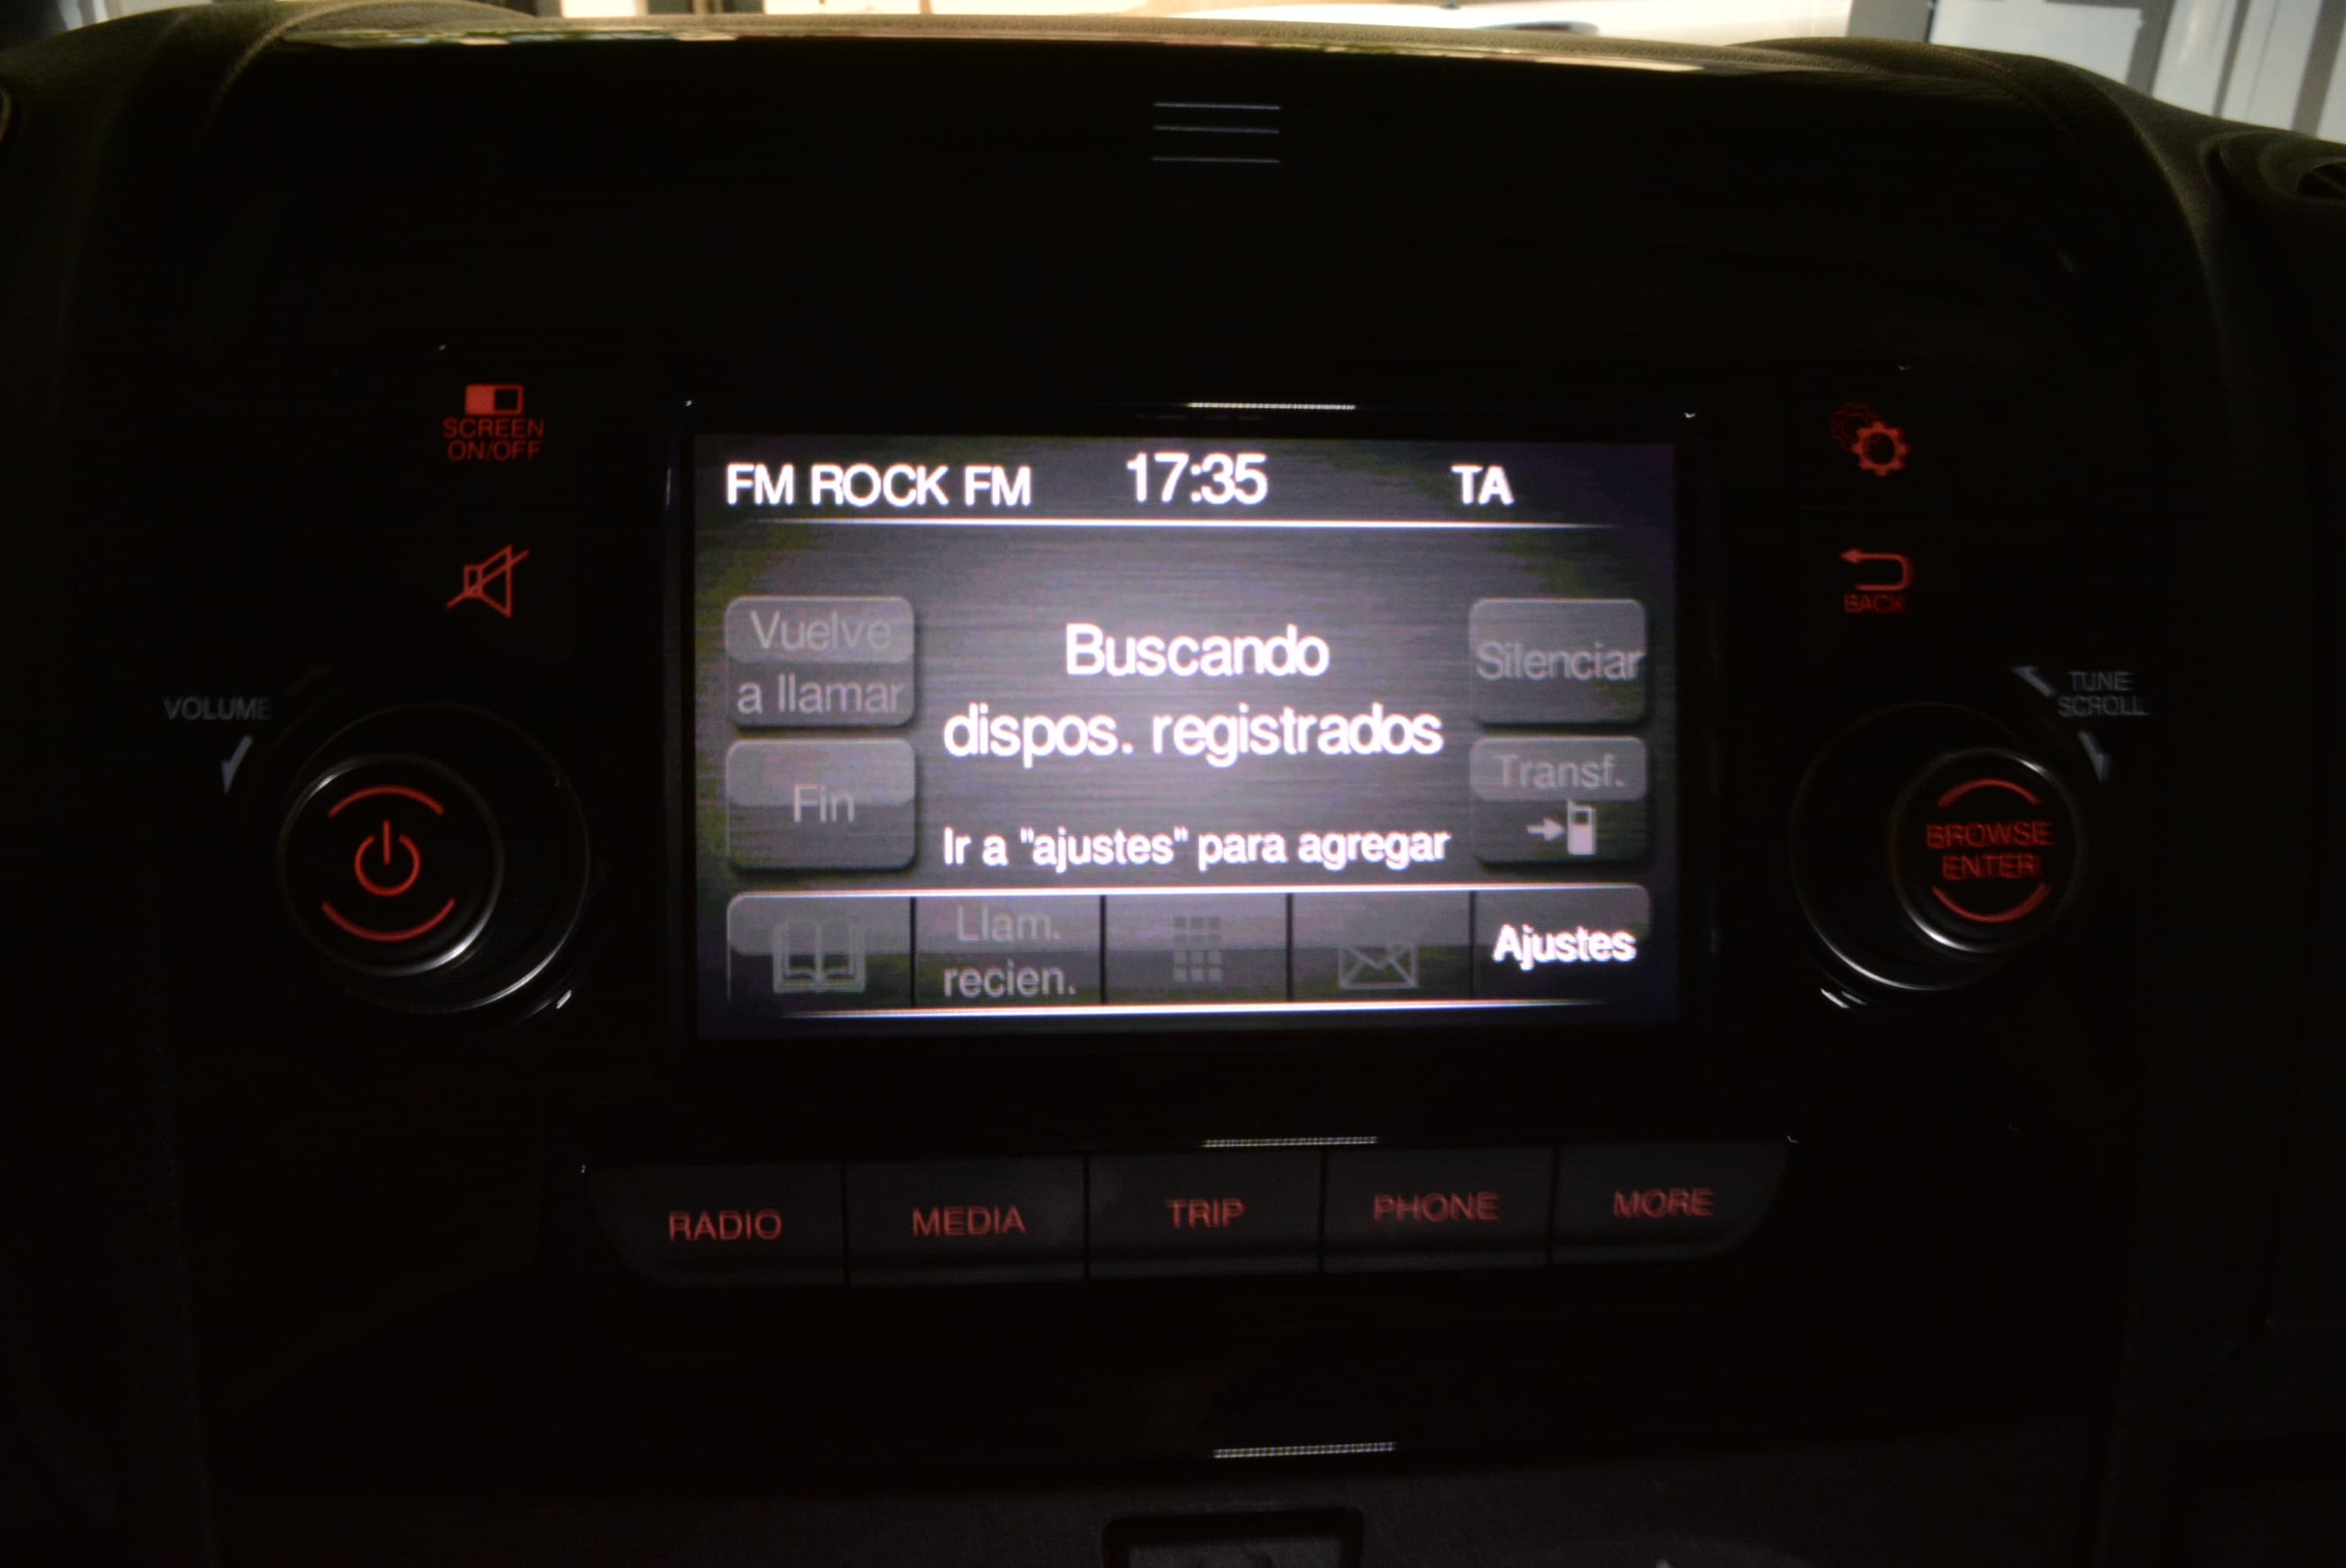 SCREEN
ON/OFF
VOLUME
FM ROCK FM 17:35 TA
Vuelve
a llamar
Fin
Buscando
dispos. registrados
Ir a "ajustes" para agregar
Silenciar
Transf.
Llam.
recien.
Ajustes
BACK
TUNE
SCROLL
BROWSE
ENTER
RADIO MEDIA TRIP PHONE MORE